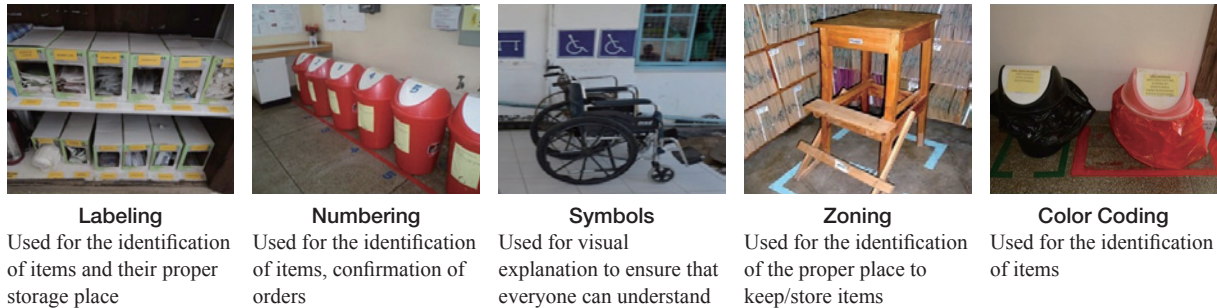 Labeling
Used for the identification
of items and their proper
storage place
Numbering
Used for the identification
of items, confirmation of
orders
Symbols
Used for visual
explanation to ensure that
everyone can understand
Zoning
Used for the identification
of the proper place to
keep/store items
Color Coding
Used for the identification
of items